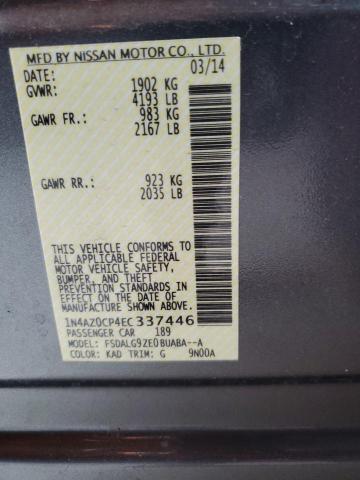 MFD BY NISSAN MOTOR CO., LTD.
DATE: 03/14
GVWR: 1902 KG
4193 LB
GAWR FR.: 983 KG
2167 LB
GAWR RR.: 923 KG
2035 LB
THIS VEHICLE CONFORMS TO
ALL APPLICABLE FEDERAL
MOTOR VEHICLE SAFETY,
BUMPER, AND THEFT
PREVENTION STANDARDS IN
EFFECT ON THE DATE OF
MANUFACTURE SHOWN ABOVE.
1N4AZ0CP4EC337446
PASSENGER CAR 189
MODEL: FSDALG9ZE0BUABA--A
COLOR: KAD TRIM: G 9N00A